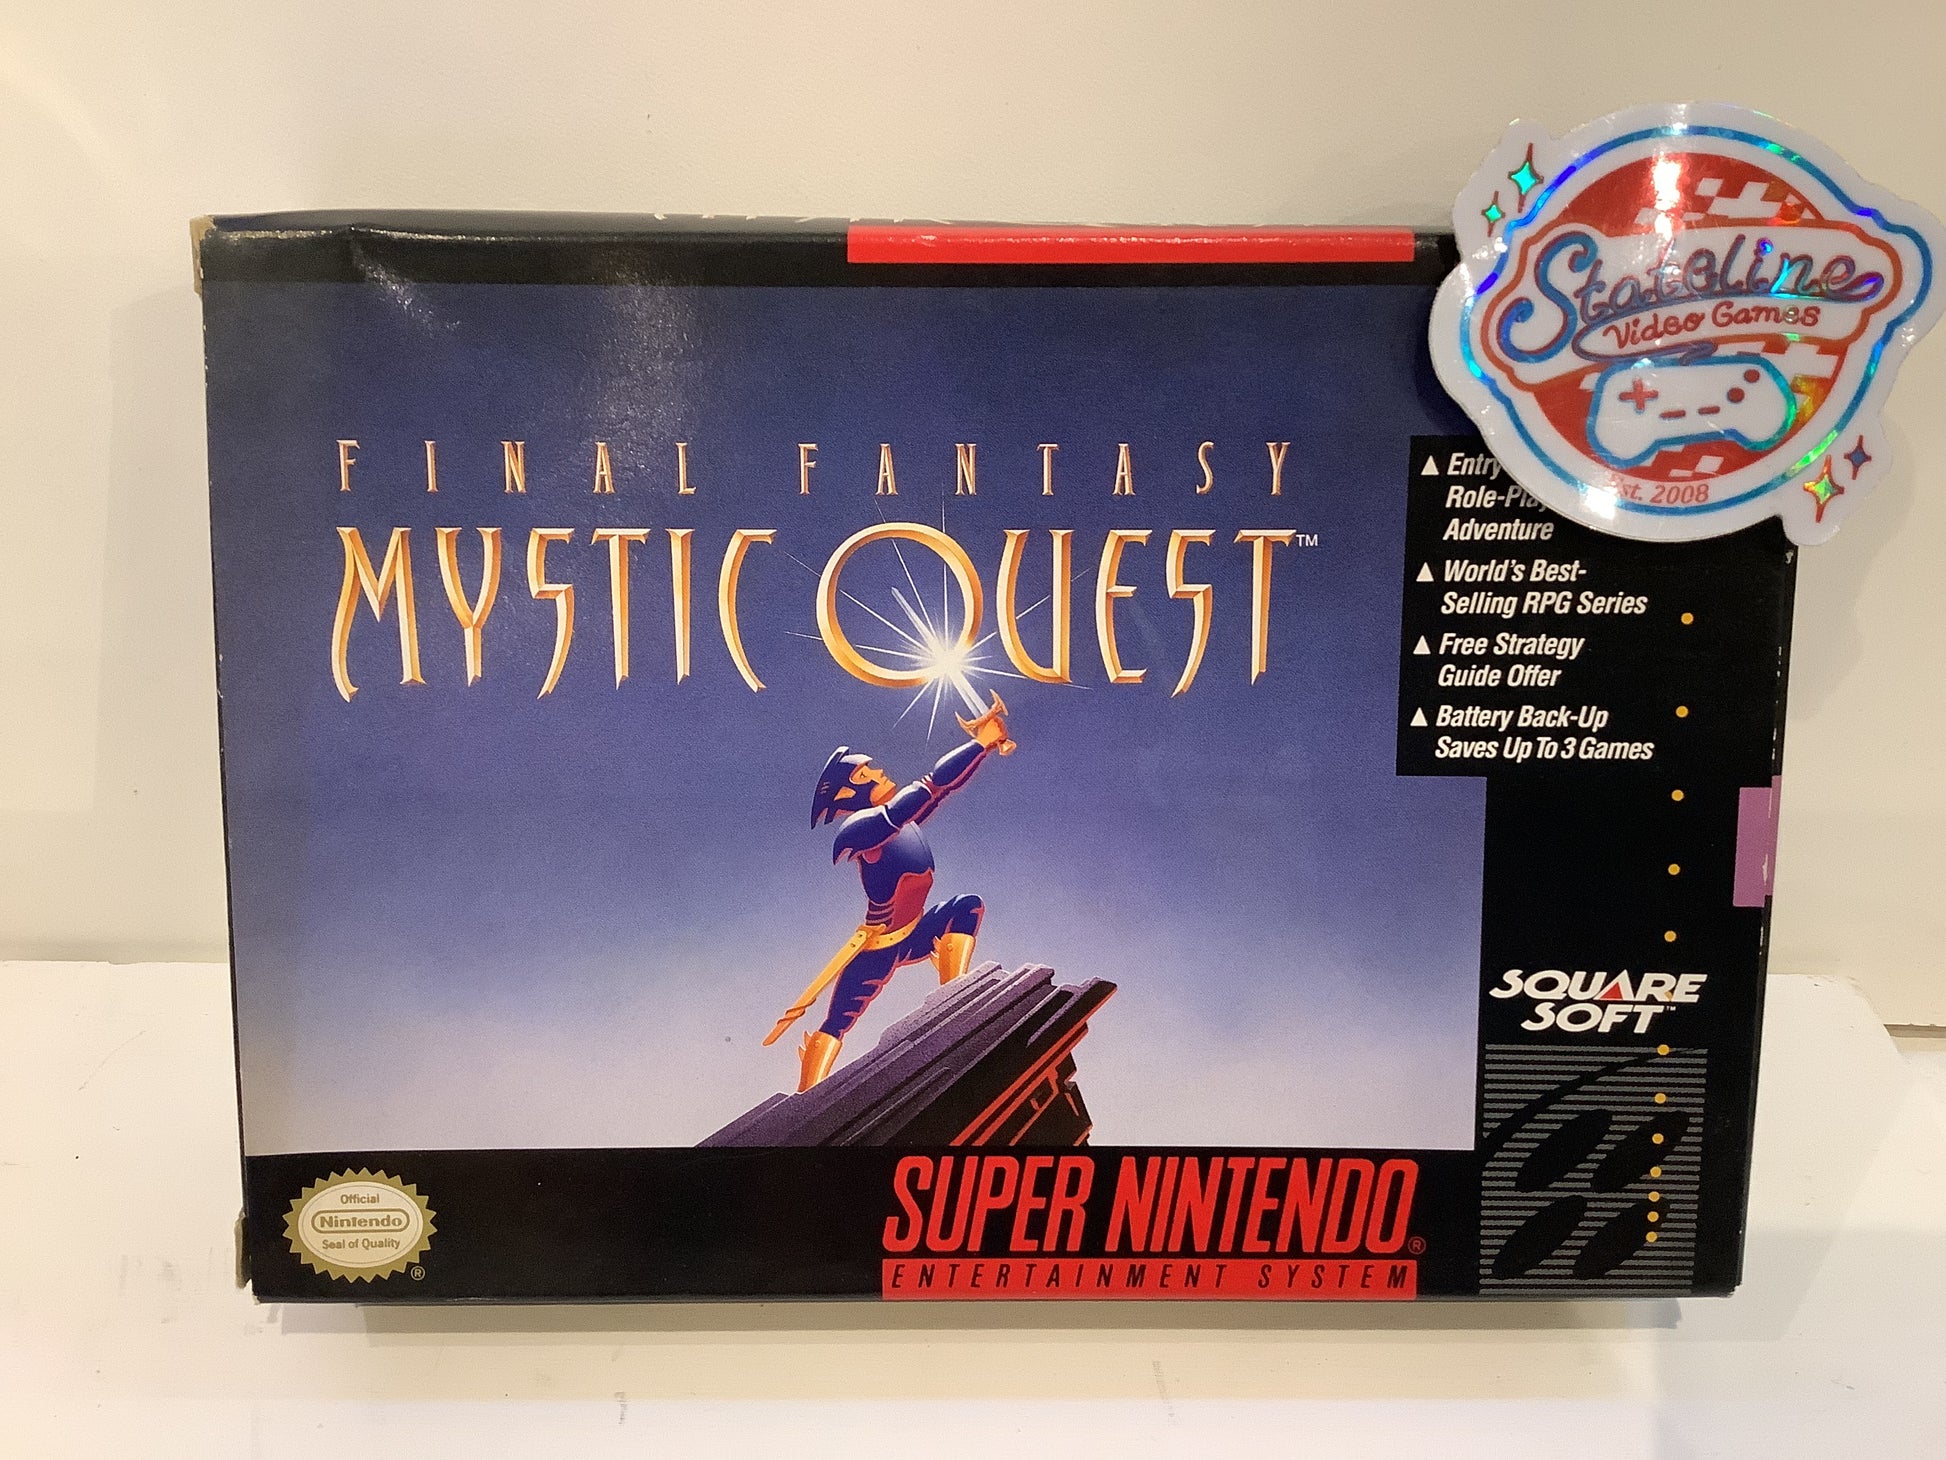 Stateline
Video Games
Est. 2008
FINAL FANTASY
MYSTIC QUEST™
▲ Entry
Role-Play
Adventure
▲ World's Best-
Selling RPG Series
▲ Free Strategy
Guide Offer
▲ Battery Back-Up
Saves Up To 3 Games
SQUARE
SOFT™
Official
Nintendo
Seal of Quality
®
SUPER NINTENDO®
ENTERTAINMENT SYSTEM